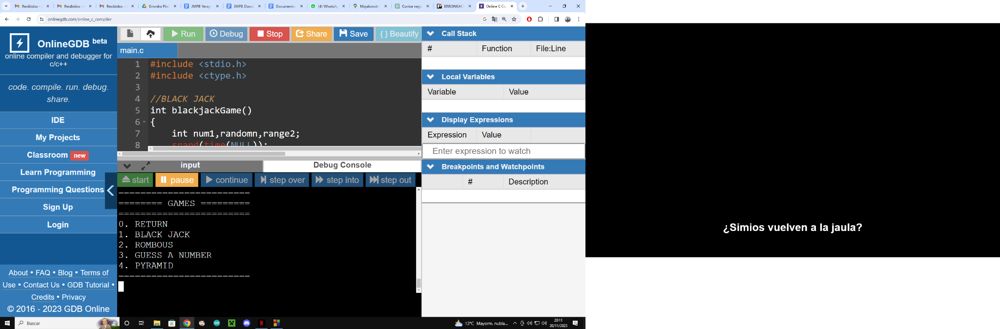 Recibidos -
Recibidos -
Recibidos -
Erronka Plan
JMPB Yeray
JMPB Docu
Documento
(4) WhatsAp
Majakovski
Contar regi
ERRONKA1
Online C Co
onlinegdb.com/online_c_compiler
OnlineGDB beta
online compiler and debugger for
c/c++
code. compile. run. debug.
share.
IDE
My Projects
Classroom new
Learn Programming
Programming Questions
Sign Up
Login
About • FAQ • Blog • Terms of
Use • Contact Us • GDB Tutorial •
Credits • Privacy
© 2016 - 2023 GDB Online
Run
Debug
Stop
Share
Save
{ } Beautify
main.c
1 #include <stdio.h>
2 #include <ctype.h>
3
4 //BLACK JACK
5 int blackjackGame()
6 {
7 int num1,randomn,range2;
8 srand(time(NULL));
input
Debug Console
start
pause
continue
step over
step into
step out
========================
======== GAMES =========
========================
0. RETURN
1. BLACK JACK
2. ROMBOUS
3. GUESS A NUMBER
4. PYRAMID
========================
Call Stack
# Function File:Line
Local Variables
Variable Value
Display Expressions
Expression Value
Enter expression to watch
Breakpoints and Watchpoints
# Description
¿Simios vuelven a la jaula?
Buscar
13°C Mayorm. nubla...
20:11
20/11/2023